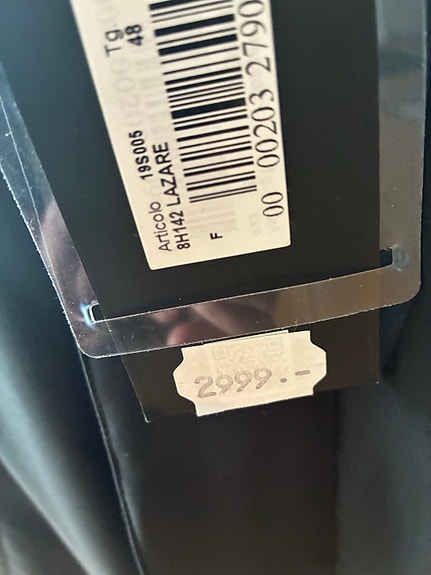 Tg.
48
Articolo 19S005
8H142 LAZARE
F
00 00203 2790
2999.-